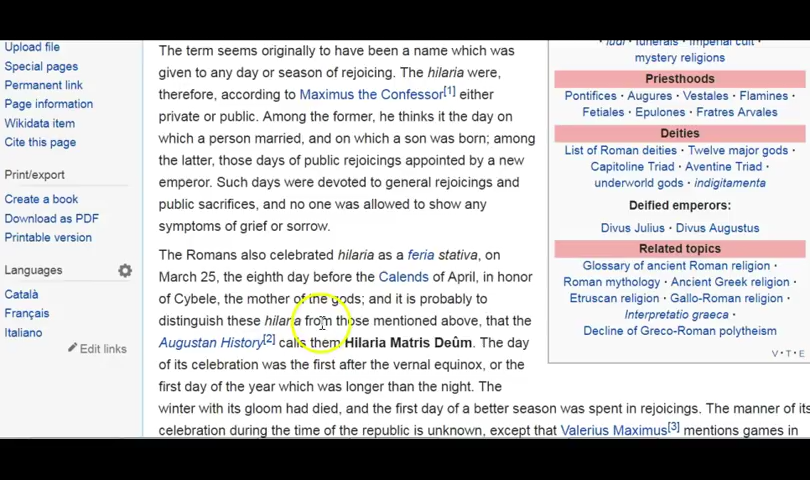 Upload file
Special pages
Permanent link
Page information
Wikidata item
Cite this page
Print/export
Create a book
Download as PDF
Printable version
Languages
Català
Français
Italiano
Edit links
The term seems originally to have been a name which was
given to any day or season of rejoicing. The hilaria were,
therefore, according to Maximus the Confessor[1] either
private or public. Among the former, he thinks it the day on
which a person married, and on which a son was born; among
the latter, those days of public rejoicings appointed by a new
emperor. Such days were devoted to general rejoicings and
public sacrifices, and no one was allowed to show any
symptoms of grief or sorrow.
The Romans also celebrated hilaria as a feria stativa, on
March 25, the eighth day before the Calends of April, in honor
of Cybele, the mother of the gods; and it is probably to
distinguish these hilaria from those mentioned above, that the
Augustan History[2] calls them Hilaria Matris Deûm. The day
of its celebration was the first after the vernal equinox, or the
first day of the year which was longer than the night. The
winter with its gloom had died, and the first day of a better season was spent in rejoicings. The manner of its
celebration during the time of the republic is unknown, except that Valerius Maximus[3] mentions games in
ludi · funerals · Imperial cult ·
mystery religions
Priesthoods
Pontifices · Augures · Vestales · Flamines ·
Fetiales · Epulones · Fratres Arvales
Deities
List of Roman deities · Twelve major gods ·
Capitoline Triad · Aventine Triad ·
underworld gods · indigitamenta
Deified emperors:
Divus Julius · Divus Augustus
Related topics
Glossary of ancient Roman religion ·
Roman mythology · Ancient Greek religion ·
Etruscan religion · Gallo-Roman religion ·
Interpretatio graeca ·
Decline of Greco-Roman polytheism
V · T · E